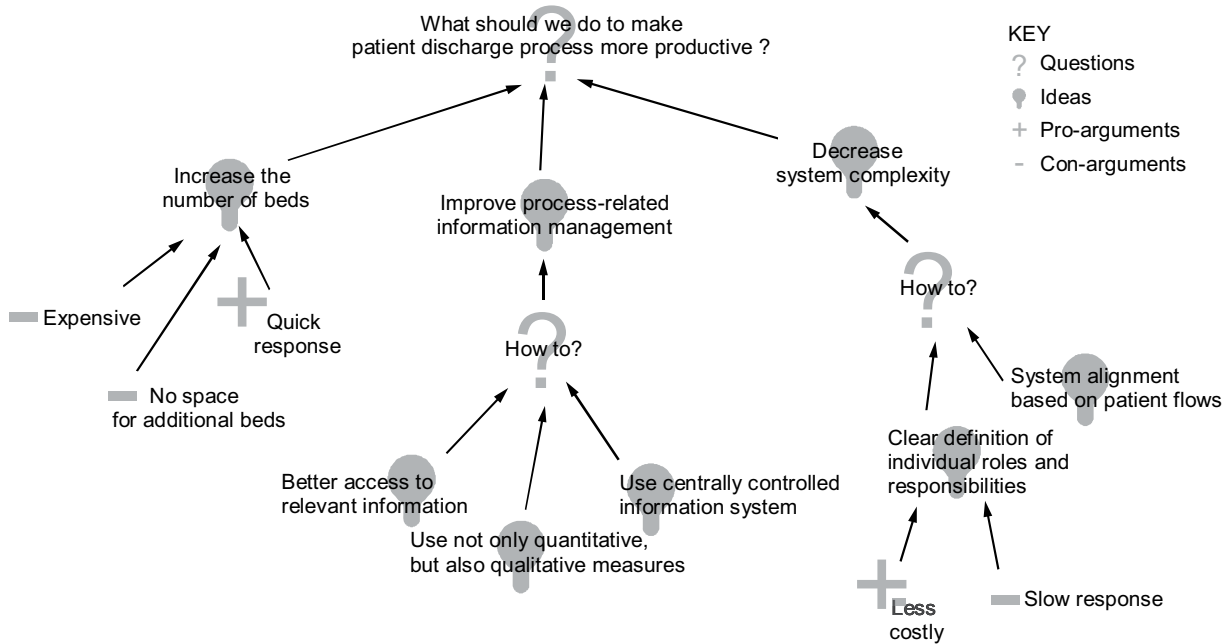 What should we do to make
patient discharge process more productive ?
KEY
? Questions
Ideas
+ Pro-arguments
- Con-arguments
Increase the
number of beds
Improve process-related
information management
Decrease
system complexity
Expensive
Quick
response
No space
for additional beds
How to?
How to?
Better access to
relevant information
Use not only quantitative,
but also qualitative measures
Use centrally controlled
information system
System alignment
based on patient flows
Clear definition of
individual roles and
responsibilities
Less
costly
Slow response